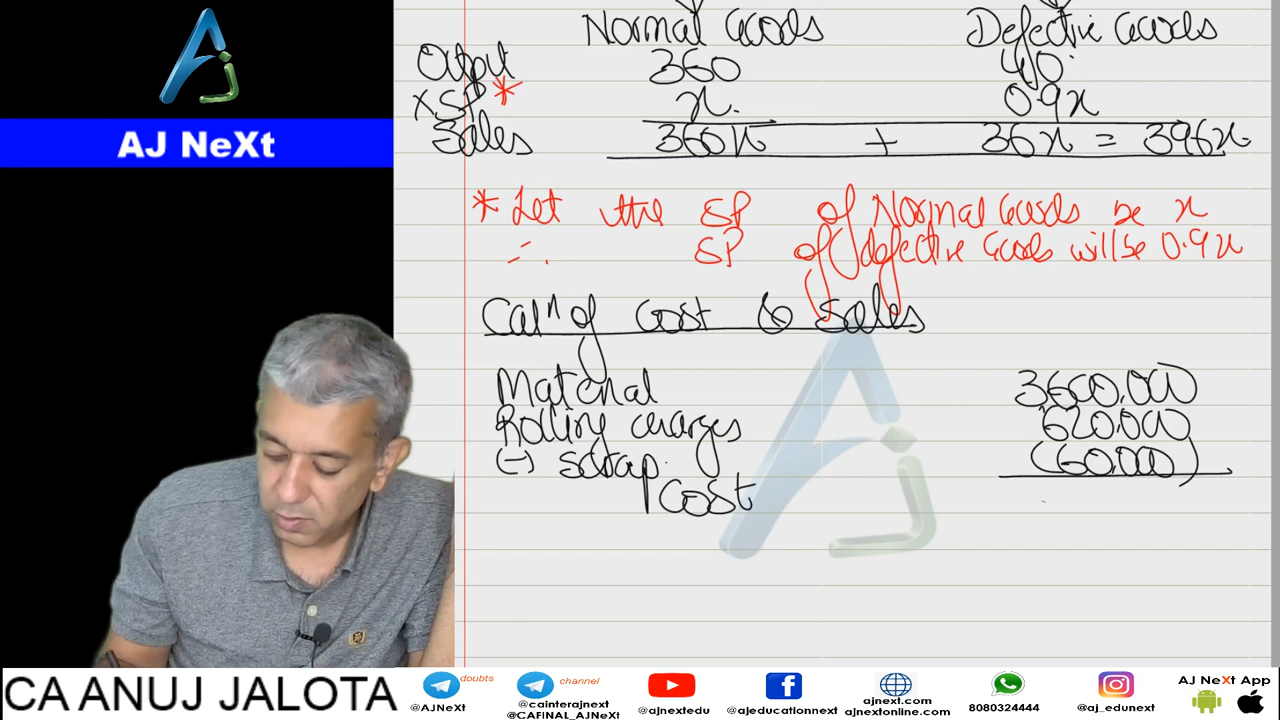 Normal Goods Defective Goods
Output 360 40
x SP * x 0.9x
Sales 360x + 36x = 396x
* Let the SP of Normal Goods be x
∴ SP of defective Goods will be 0.9x
Calⁿ of Cost & Sales
Material 3600,000
Rolling charges 620,000
(-) Scrap (60,000)
Cost
AJ NeXt
CA ANUJ JALOTA
doubts
@AJNeXt
channel
@cainterajnext
@CAFINAL_AJNeXt
@ajnextedu
@ajeducationnext
ajnext.com
ajnextonline.com
8080324444
@aj_edunext
AJ NeXt App